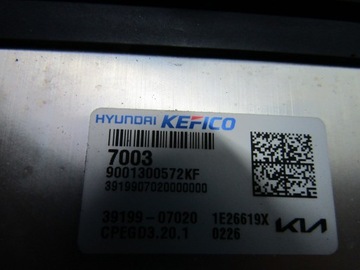 HYUNDAI KEFICO
7003
9001300572KF
3919907020000000
39199-07020 1E26619X
CPEGD3.20.1 0226
KIA